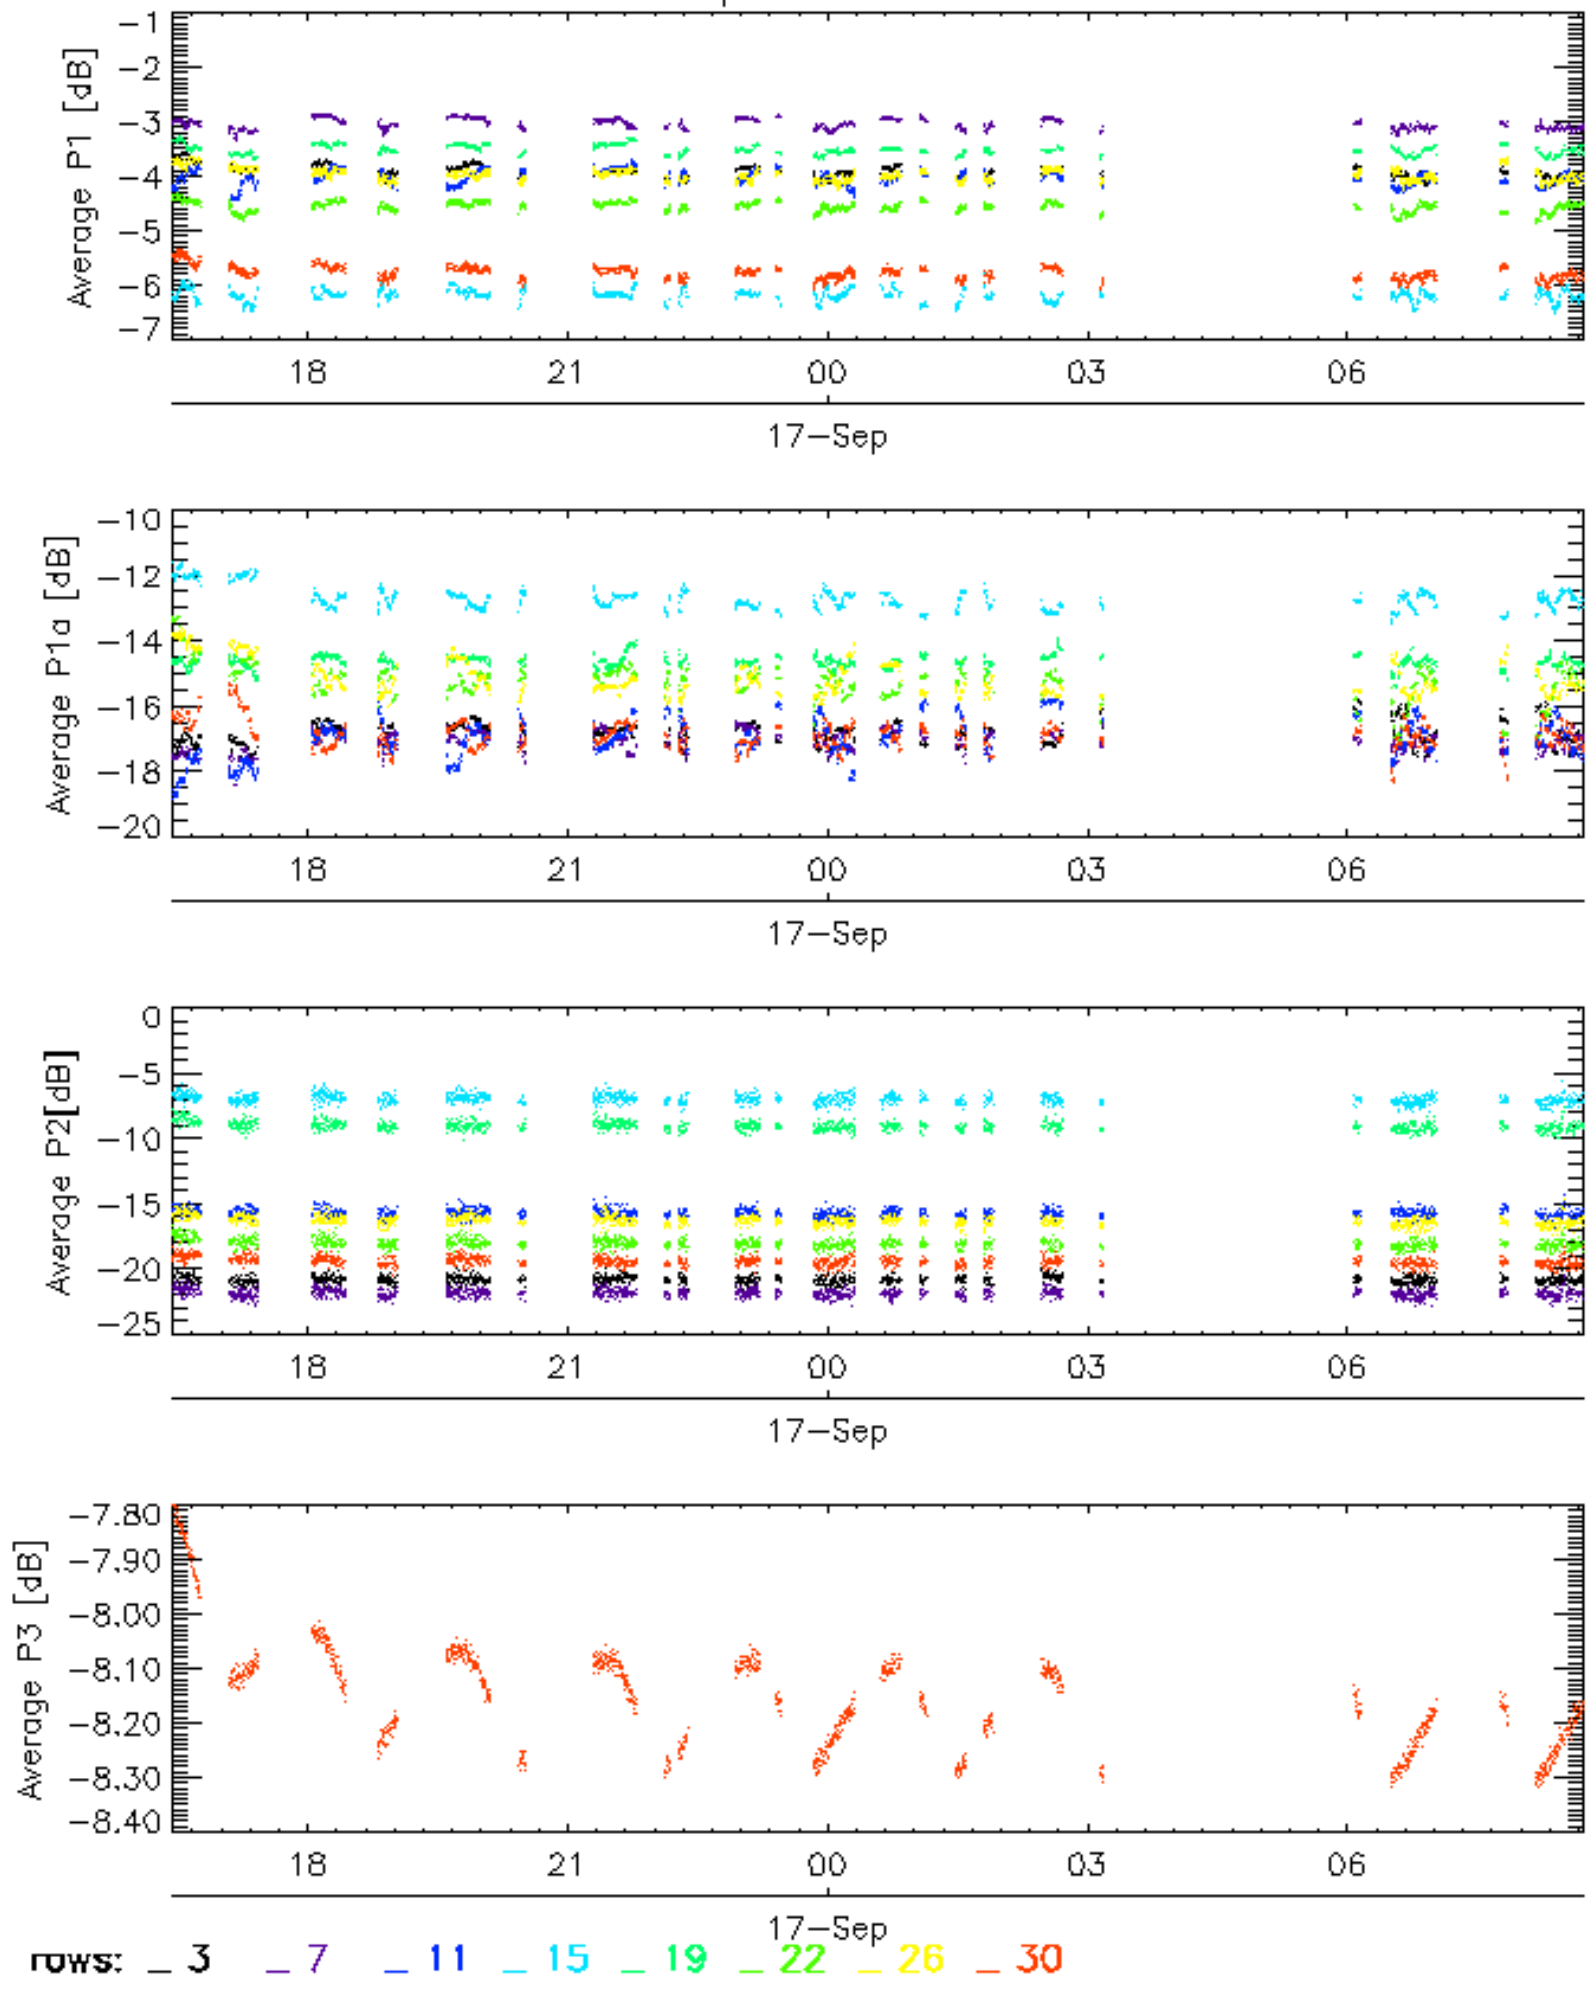 Average P1 [dB]
-1
-2
-3
-4
-5
-6
-7
18 21 00 03 06
17-Sep
Average P1a [dB]
-10
-12
-14
-16
-18
-20
18 21 00 03 06
17-Sep
Average P2[dB]
0
-5
-10
-15
-20
-25
18 21 00 03 06
17-Sep
Average P3 [dB]
-7.80
-7.90
-8.00
-8.10
-8.20
-8.30
-8.40
18 21 00 03 06
17-Sep
rows: _ 3 _ 7 _ 11 _ 15 _ 19 _ 22 _ 26 _ 30